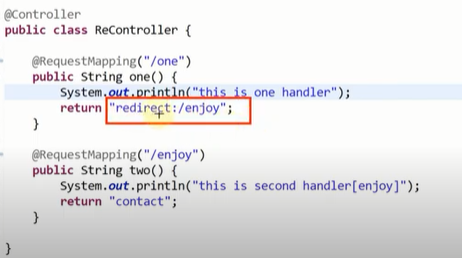 @Controller
public class ReController {
@RequestMapping("/one")
public String one() {
System.out.println("this is one handler");
return "redirect:/enjoy";
}
@RequestMapping("/enjoy")
public String two() {
System.out.println("this is second handler[enjoy]");
return "contact";
}
}